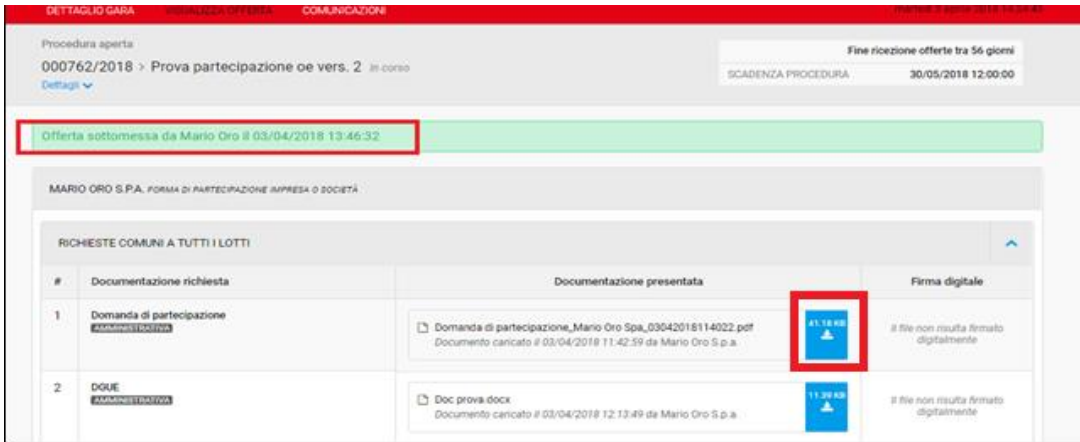 DETTAGLIO GARA VISUALIZZA OFFERTA COMUNICAZIONI
Procedura aperta
000762/2018 > Prova partecipazione oe vers. 2 in corso
Dettagli
Fine ricezione offerte tra 56 giorni
SCADENZA PROCEDURA 30/05/2018 12:00:00
Offerta sottomessa da Mario Oro il 03/04/2018 13:46:32
MARIO ORO S.P.A. FORMA DI PARTECIPAZIONE IMPRESA O SOCIETÀ
RICHIESTE COMUNI A TUTTI I LOTTI
# Documentazione richiesta Documentazione presentata Firma digitale
1 Domanda di partecipazione
AMMINISTRATIVA
Domanda di partecipazione_Mario Oro Spa_03042018114022.pdf
Documento caricato il 03/04/2018 11:42:59 da Mario Oro S.p.a.
41.18 KB
Il file non risulta firmato
digitalmente
2 DGUE
AMMINISTRATIVA
Doc prova.docx
Documento caricato il 03/04/2018 12:13:49 da Mario Oro S.p.a.
11.39 KB
Il file non risulta firmato
digitalmente